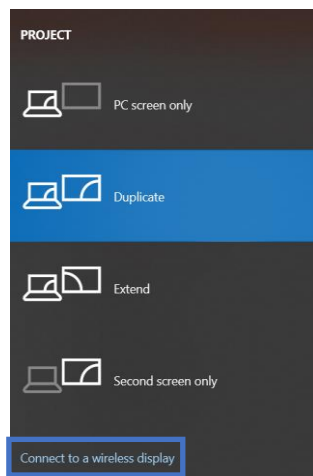 PROJECT
PC screen only
Duplicate
Extend
Second screen only
Connect to a wireless display